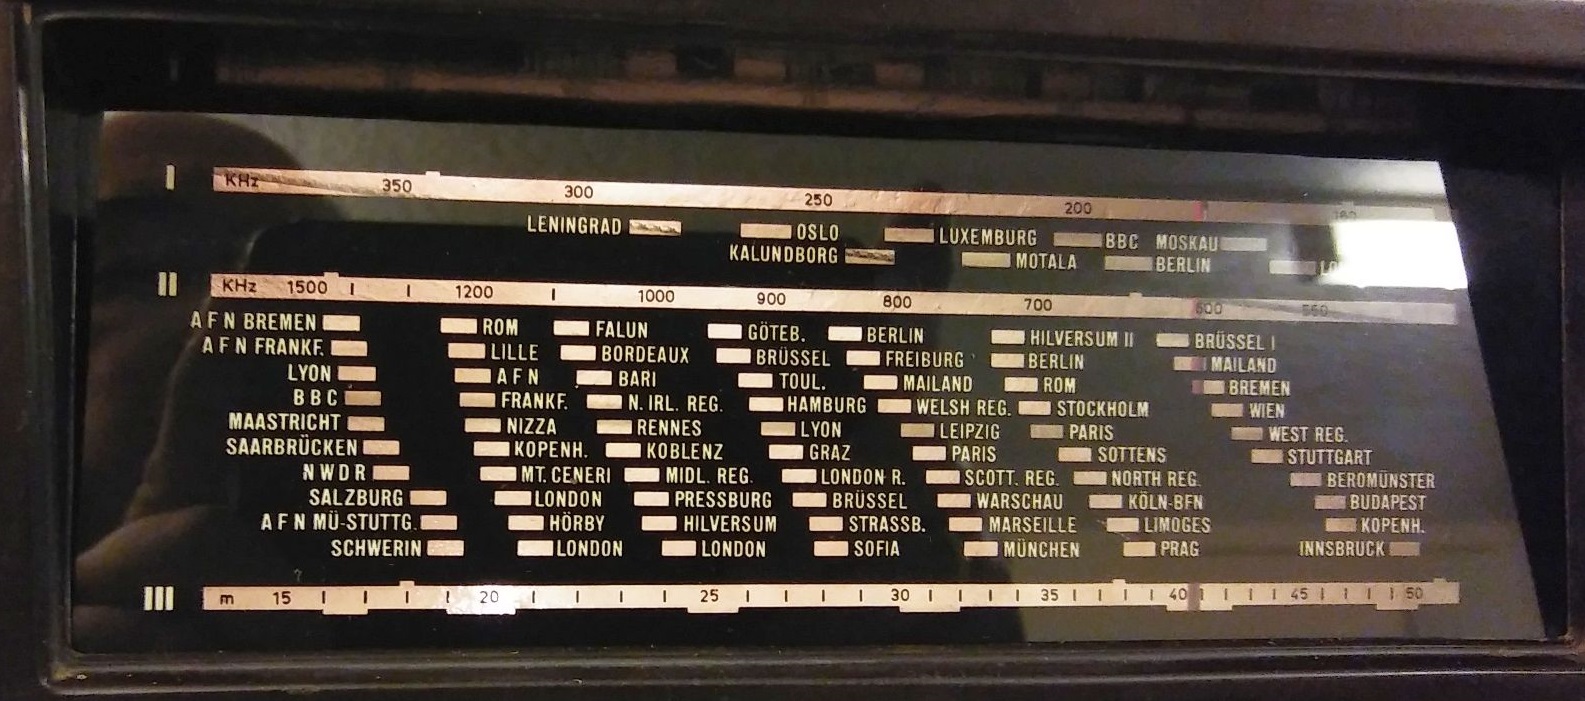 I KHz 350 300 250 200 180
LENINGRAD OSLO LUXEMBURG BBC MOSKAU
KALUNDBORG MOTALA BERLIN
II KHz 1500 1200 1000 900 800 700 600 550
A F N BREMEN ROM FALUN GÖTEB. BERLIN HILVERSUM II BRÜSSEL I
A F N FRANKF. LILLE BORDEAUX BRÜSSEL FREIBURG BERLIN MAILAND
LYON A F N BARI TOUL. MAILAND ROM BREMEN
B B C FRANKF. N. IRL. REG. HAMBURG WELSH REG. STOCKHOLM WIEN
MAASTRICHT NIZZA RENNES LYON LEIPZIG PARIS WEST REG.
SAARBRÜCKEN KOPENH. KOBLENZ GRAZ PARIS SOTTENS STUTTGART
N W D R MT. CENERI MIDL. REG. LONDON R. SCOTT. REG. NORTH REG. BEROMÜNSTER
SALZBURG LONDON PRESSBURG BRÜSSEL WARSCHAU KÖLN-BFN BUDAPEST
A F N MÜ-STUTTG. HÖRBY HILVERSUM STRASSB. MARSEILLE LIMOGES KOPENH.
SCHWERIN LONDON LONDON SOFIA MÜNCHEN PRAG INNSBRUCK
III m 15 20 25 30 35 40 45 50